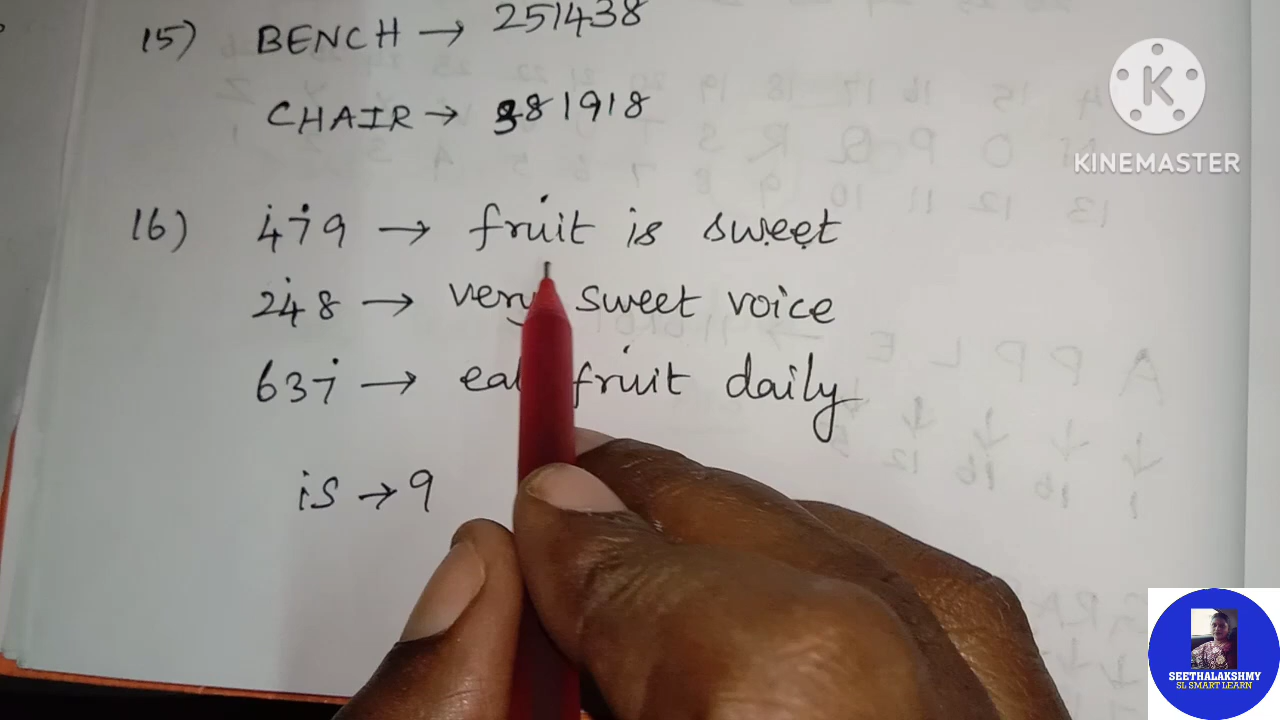 15) BENCH → 251438
CHAIR → 381918
16) 479 → fruit is sweet
248 → very sweet voice
637 → fruit daily
is → 9
KINEMASTER
SEETHALAKSHMY
SL SMART LEARN